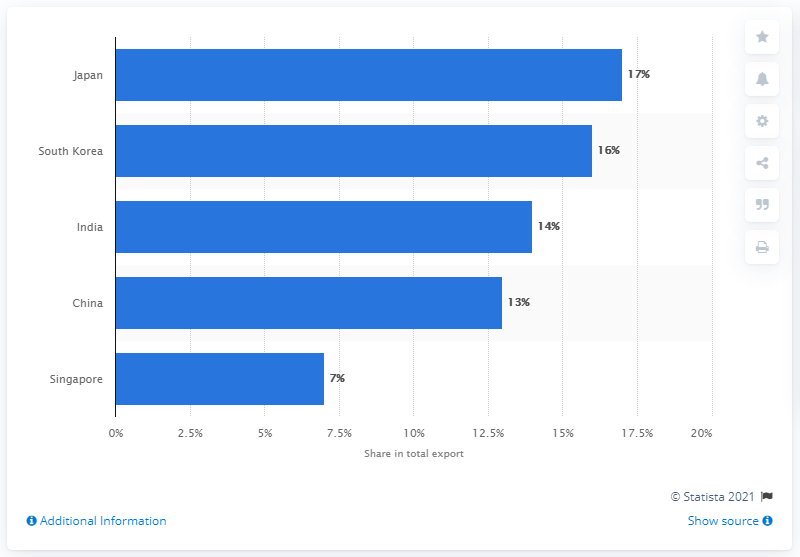 Japan
17%
South Korea
16%
India
14%
China
13%
Singapore
7%
0% 2.5% 5% 7.5% 10% 12.5% 15% 17.5% 20%
Share in total export
© Statista 2021
Additional Information
Show source